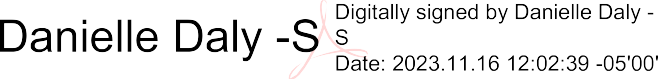 Danielle Daly -S
Digitally signed by Danielle Daly -
S
Date: 2023.11.16 12:02:39 -05'00'